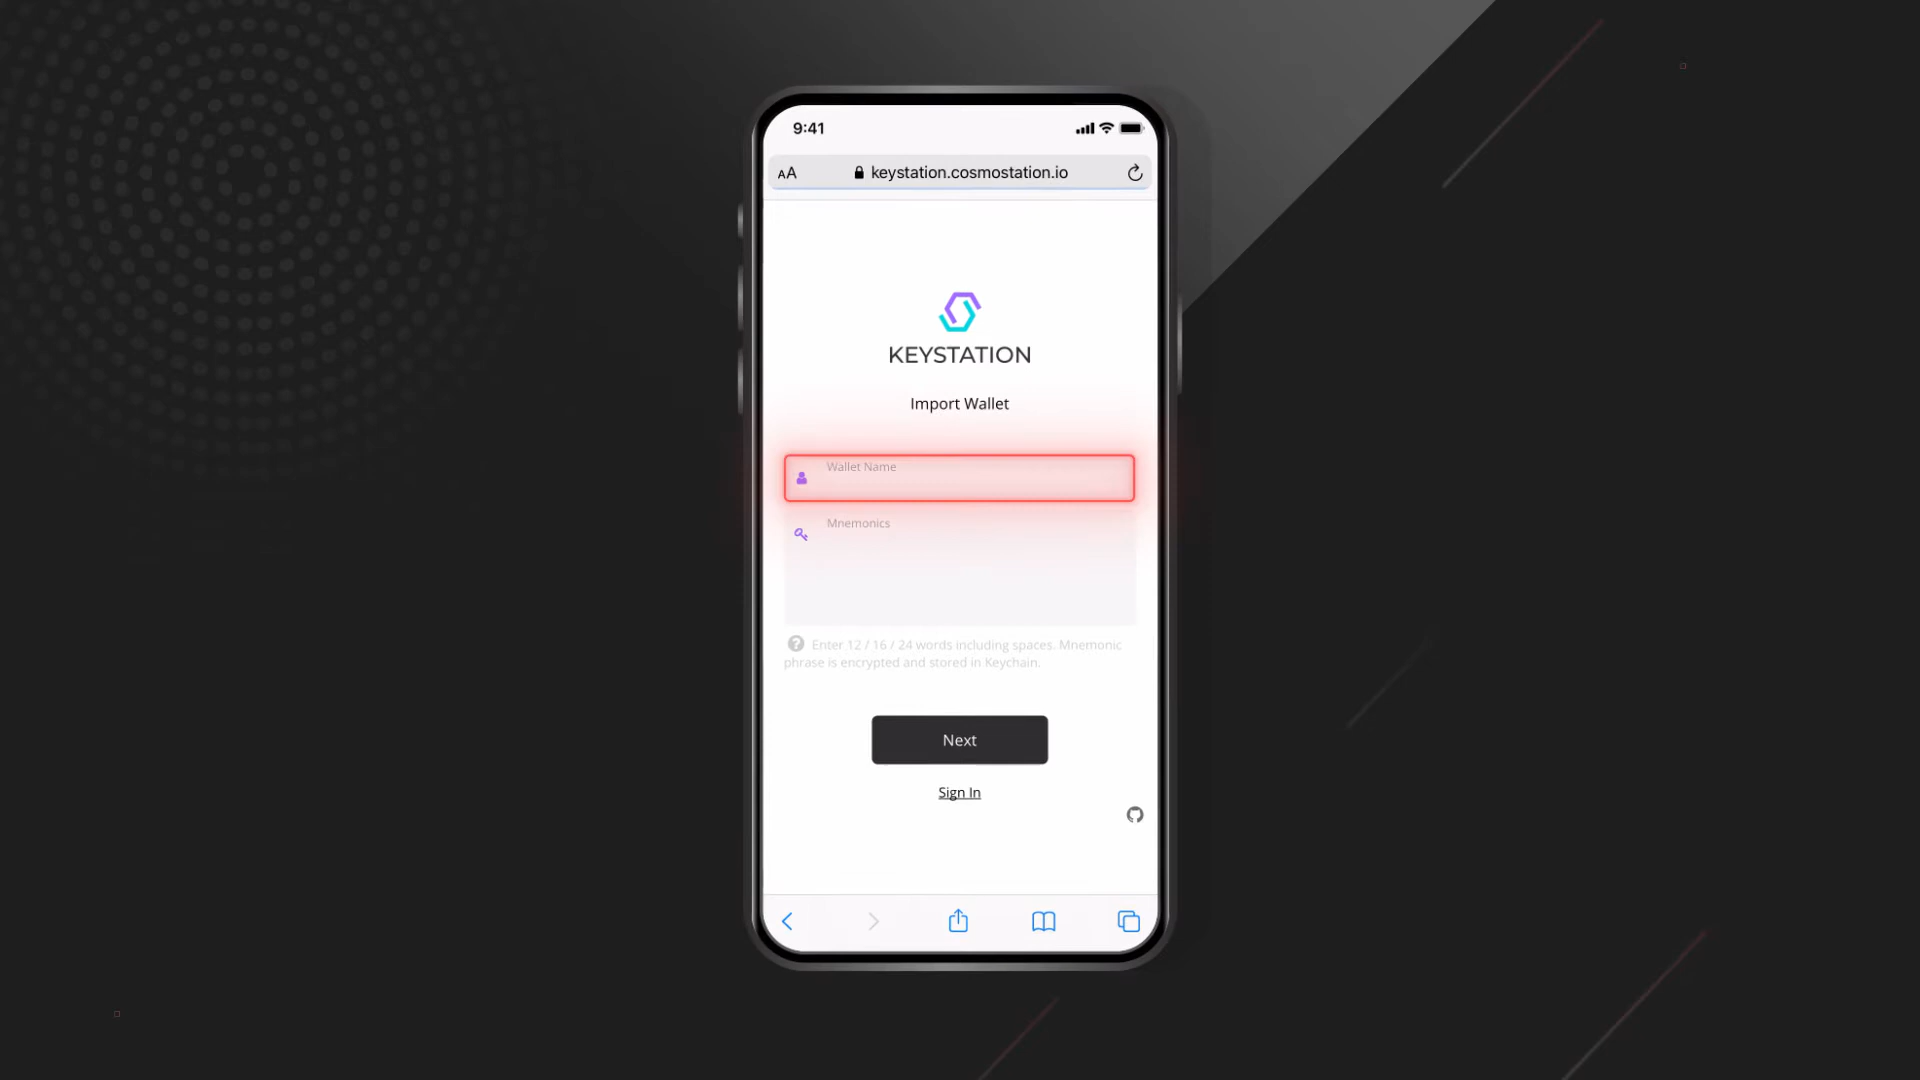 9:41
AA keystation.cosmostation.io
KEYSTATION
Import Wallet
Wallet Name
Mnemonics
Enter 12 / 16 / 24 words including spaces. Mnemonic
phrase is encrypted and stored in Keychain.
Next
Sign In